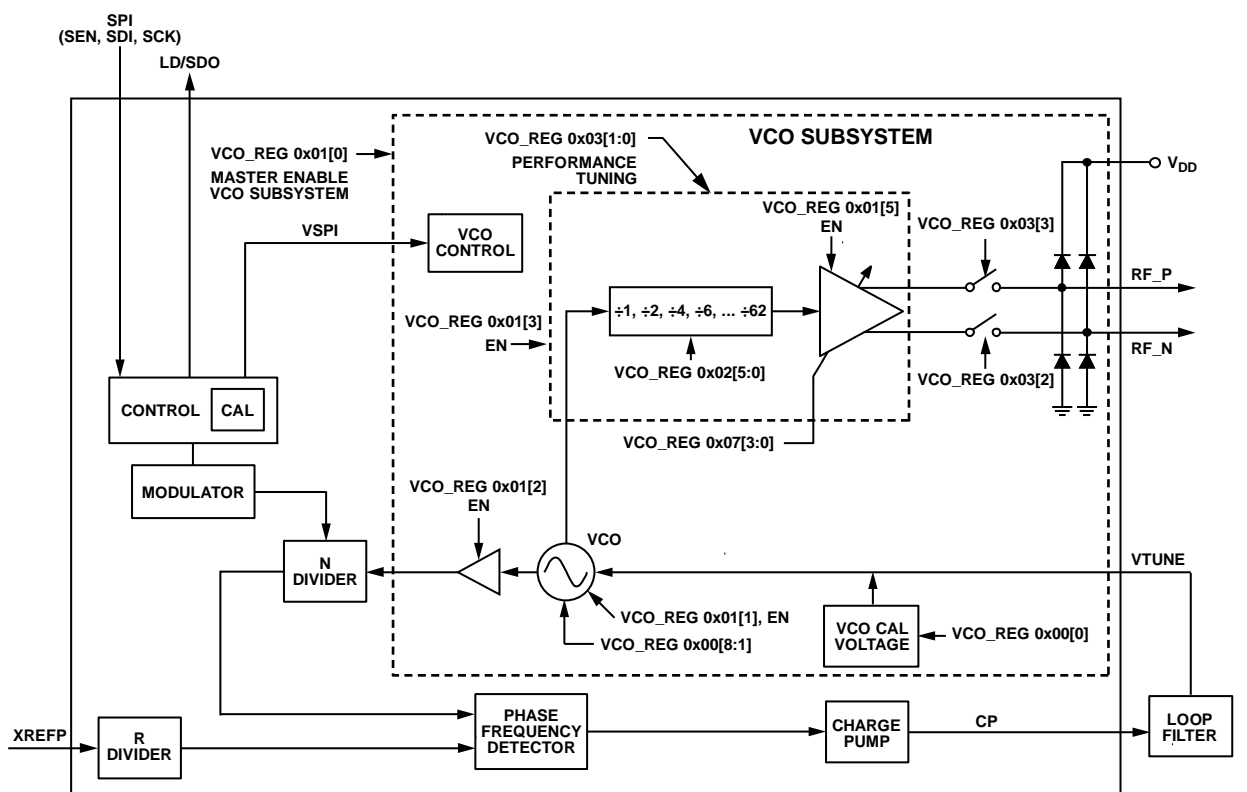 SPI
(SEN, SDI, SCK)
LD/SDO
VCO_REG 0x01[0]
MASTER ENABLE
VCO SUBSYSTEM
VCO_REG 0x03[1:0]
PERFORMANCE
TUNING
VCO SUBSYSTEM
VDD
VSPI
VCO
CONTROL
VCO_REG 0x01[5]
EN
VCO_REG 0x03[3]
RF_P
VCO_REG 0x01[3]
EN
÷1, ÷2, ÷4, ÷6, ... ÷62
RF_N
VCO_REG 0x02[5:0]
VCO_REG 0x03[2]
CONTROL
CAL
VCO_REG 0x07[3:0]
MODULATOR
VCO_REG 0x01[2]
EN
VCO
N
DIVIDER
VTUNE
VCO_REG 0x01[1], EN
VCO_REG 0x00[8:1]
VCO CAL
VOLTAGE
VCO_REG 0x00[0]
XREFP
R
DIVIDER
PHASE
FREQUENCY
DETECTOR
CHARGE
PUMP
CP
LOOP
FILTER